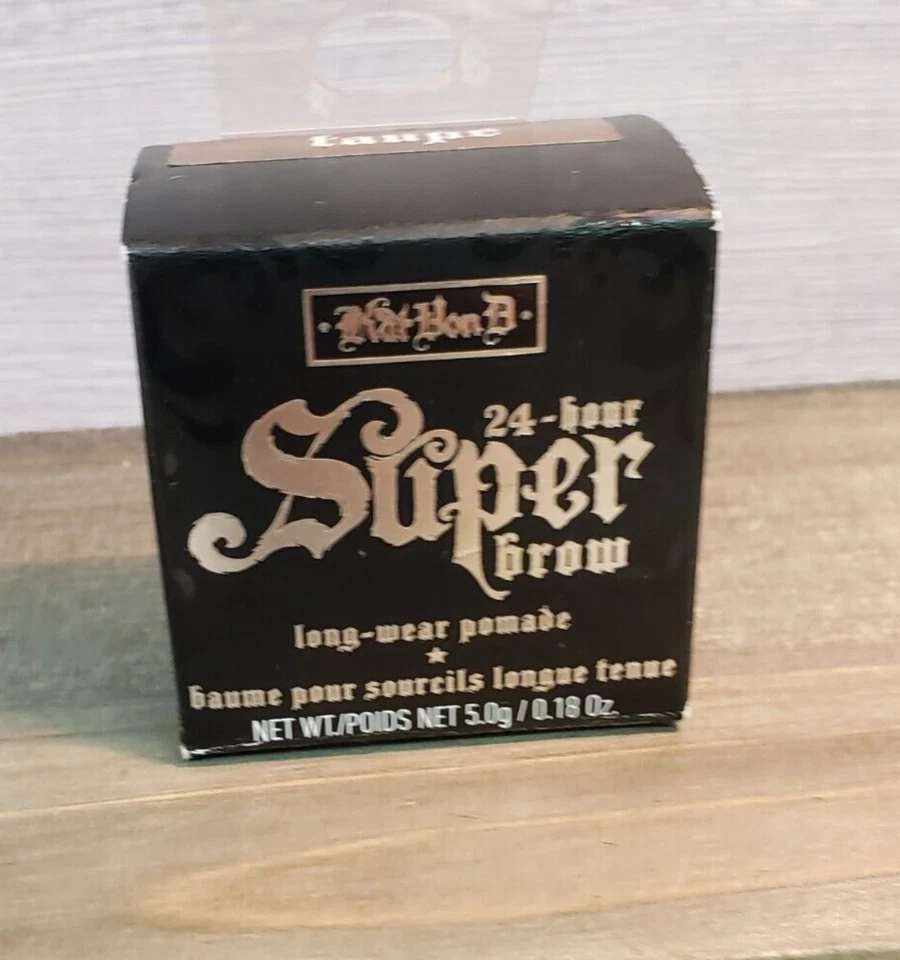 taupe
·Kat Von D·
24-hour
Super
brow
long-wear pomade
★
baume pour sourcils longue tenue
NET WT./POIDS NET 5.0g / 0.18 Oz.